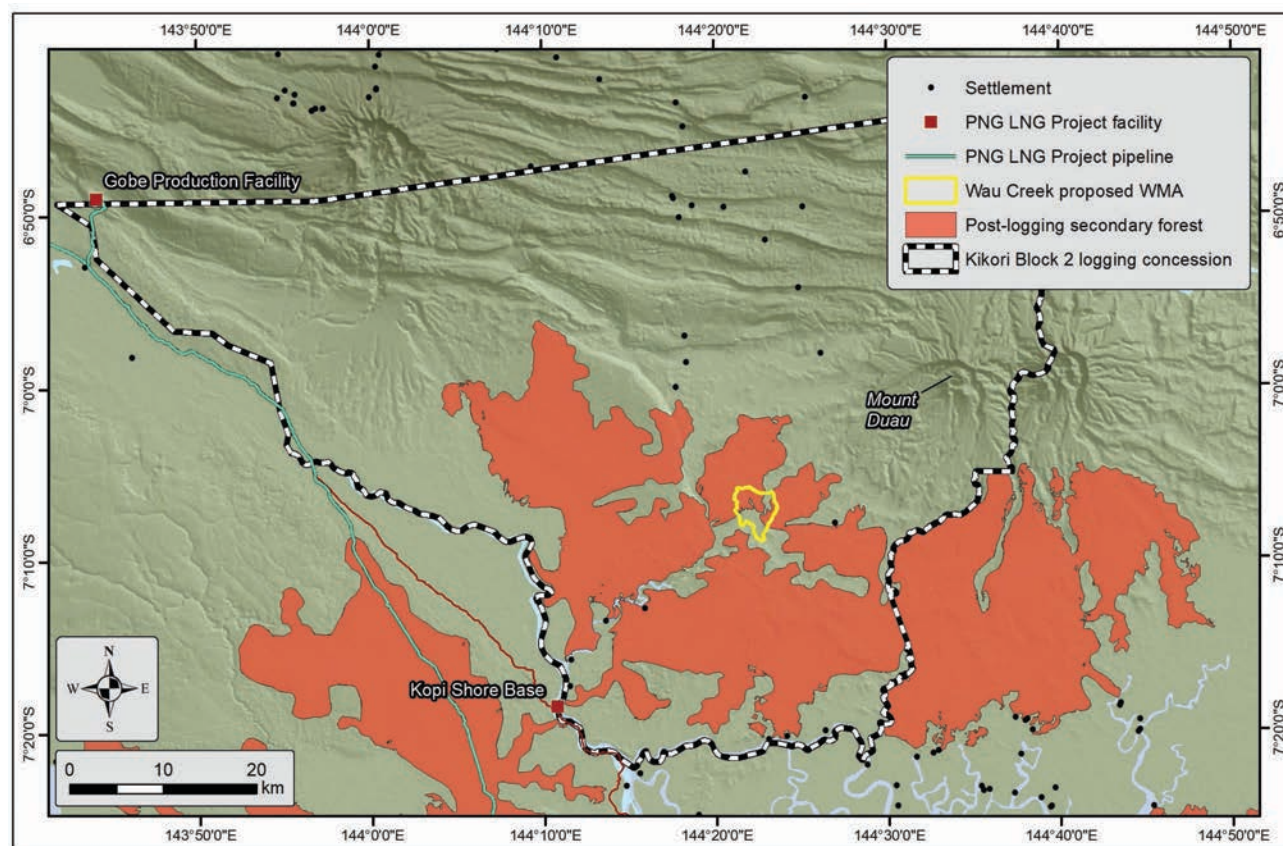 143°50'0"E 144°0'0"E 144°10'0"E 144°20'0"E 144°30'0"E 144°40'0"E 144°50'0"E
Settlement
PNG LNG Project facility
PNG LNG Project pipeline
Wau Creek proposed WMA
Post-logging secondary forest
Kikori Block 2 logging concession
Gobe Production Facility
6°50'0"S 6°50'0"S
7°0'0"S 7°0'0"S
Mount
Duau
7°10'0"S 7°10'0"S
N
W E
S
Kopi Shore Base
7°20'0"S 7°20'0"S
0 10 20
km
143°50'0"E 144°0'0"E 144°10'0"E 144°20'0"E 144°30'0"E 144°40'0"E 144°50'0"E